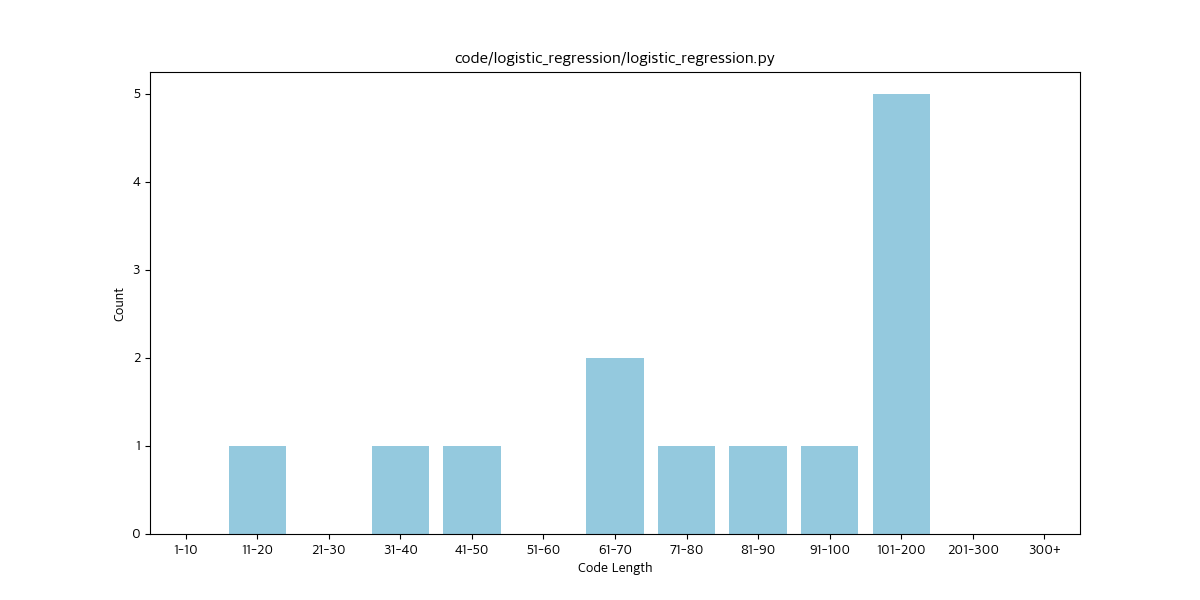 code/logistic_regression/logistic_regression.py
5
4
3
2
1
0
Count
1-10 11-20 21-30 31-40 41-50 51-60 61-70 71-80 81-90 91-100 101-200 201-300 300+
Code Length